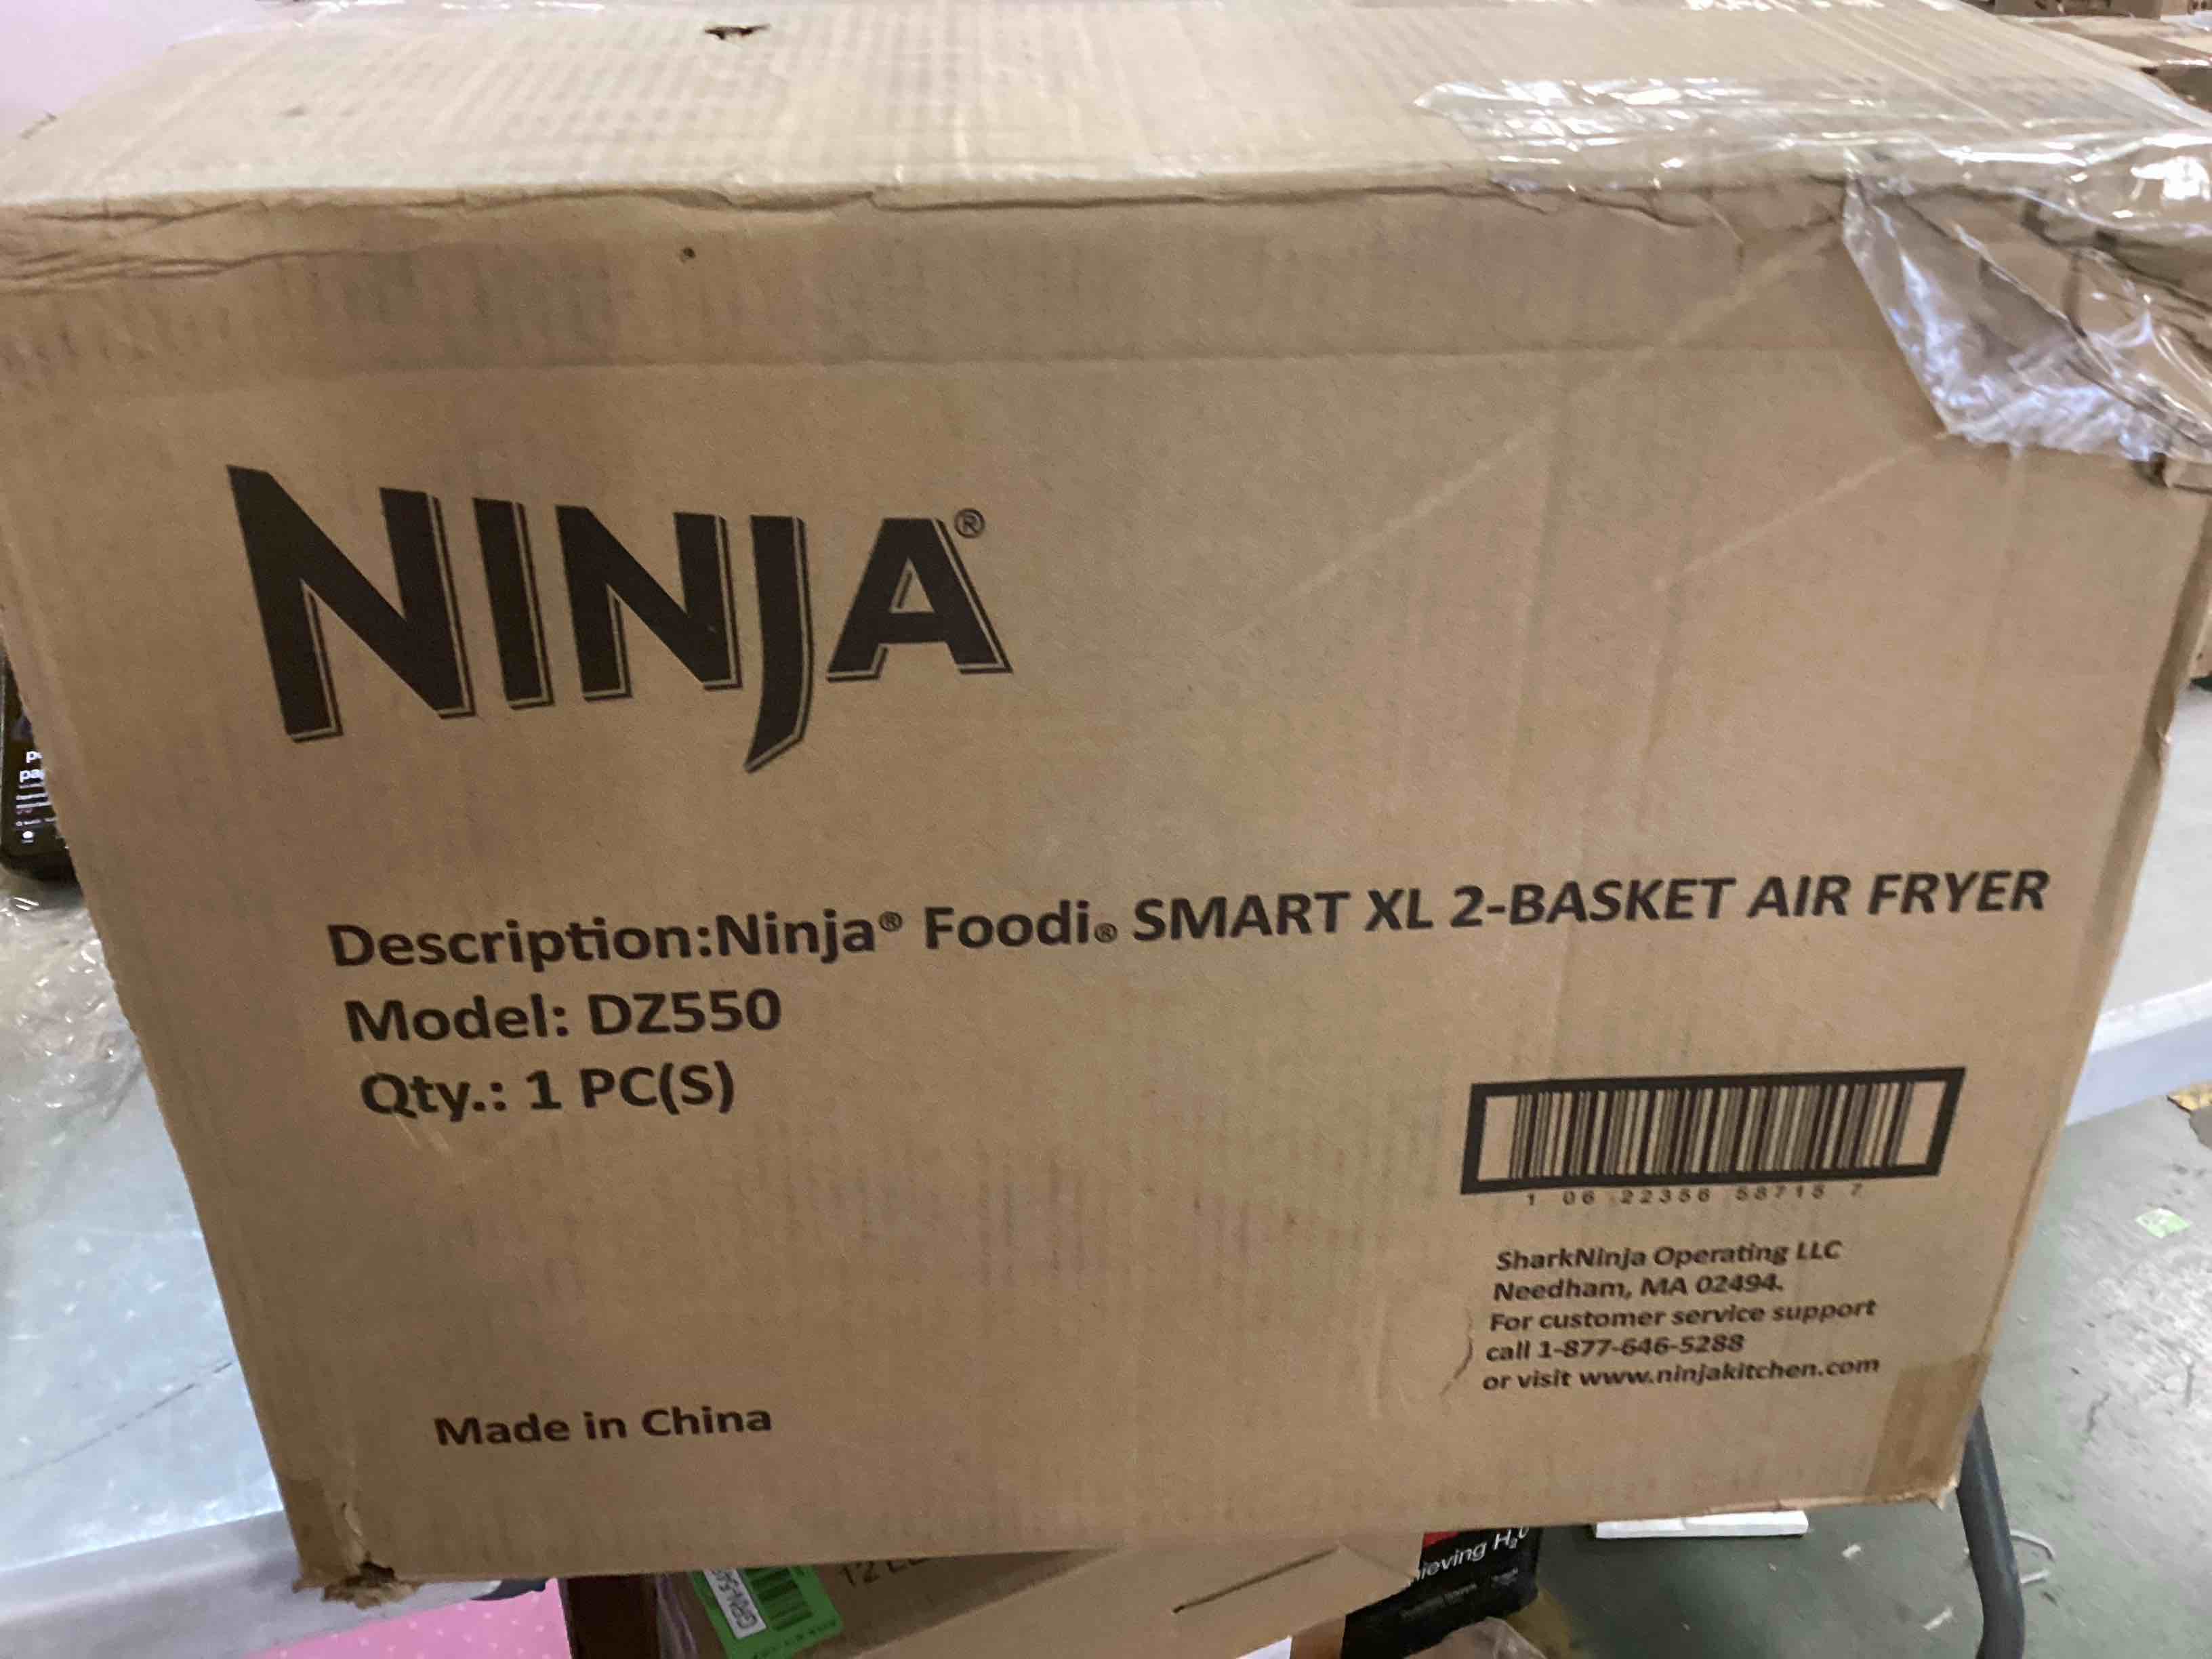 NINJA®
Description:Ninja® Foodi® SMART XL 2-BASKET AIR FRYER
Model: DZ550
Qty.: 1 PC(S)
1 06 22356 58715 7
SharkNinja Operating LLC
Needham, MA 02494.
For customer service support
call 1-877-646-5288
or visit www.ninjakitchen.com
Made in China
ieving H₂O